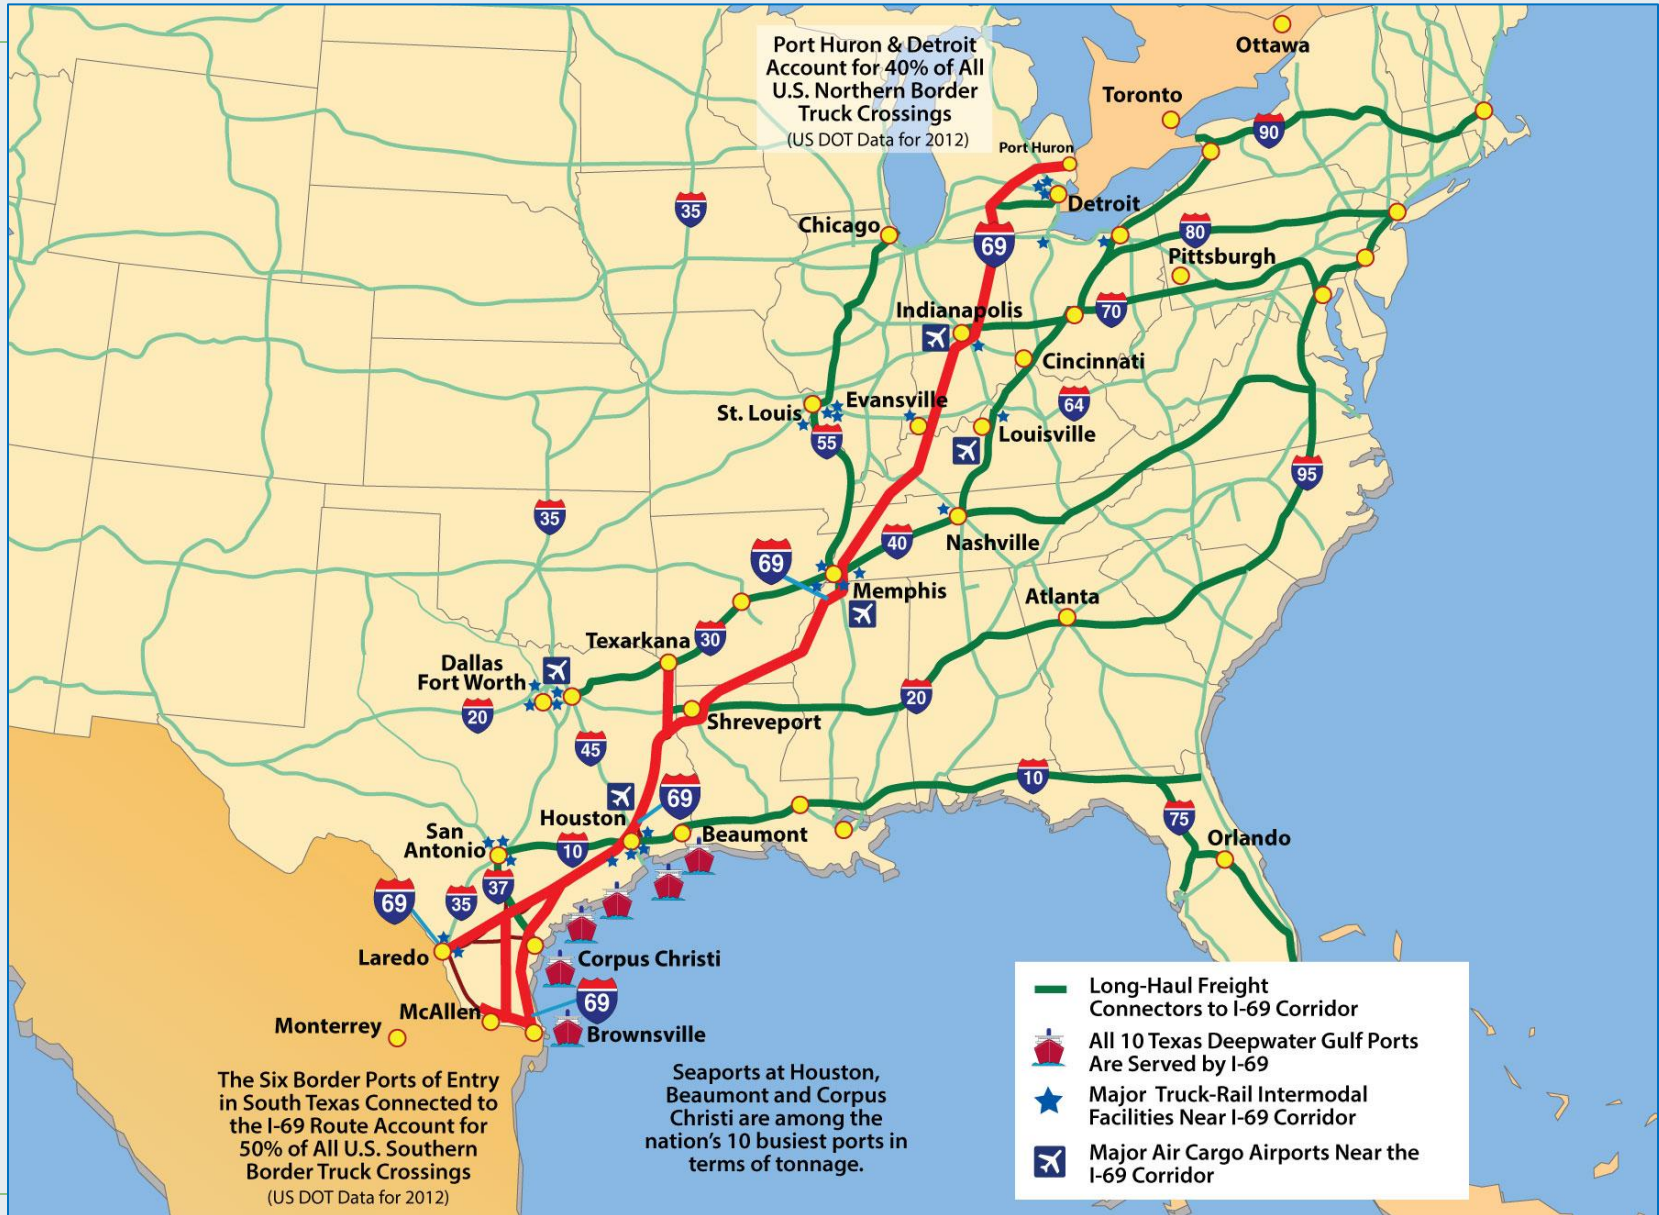 Ottawa
Port Huron & Detroit
Account for 40% of All
U.S. Northern Border
Truck Crossings
(US DOT Data for 2012)
Toronto
90
Port Huron
35
Detroit
Chicago
69
80
Pittsburgh
Indianapolis
70
Cincinnati
Evansville
64
St. Louis
55
Louisville
95
35
40
Nashville
69
Memphis
Atlanta
Texarkana
30
Dallas
Fort Worth
20
20
Shreveport
45
10
69
Houston
75
San
Antonio
10
Beaumont
Orlando
37
69
35
Laredo
Corpus Christi
69
McAllen
Monterrey
Brownsville
The Six Border Ports of Entry
in South Texas Connected to
the I-69 Route Account for
50% of All U.S. Southern
Border Truck Crossings
(US DOT Data for 2012)
Seaports at Houston,
Beaumont and Corpus
Christi are among the
nation's 10 busiest ports in
terms of tonnage.
Long-Haul Freight
Connectors to I-69 Corridor
All 10 Texas Deepwater Gulf Ports
Are Served by I-69
Major Truck-Rail Intermodal
Facilities Near I-69 Corridor
Major Air Cargo Airports Near the
I-69 Corridor